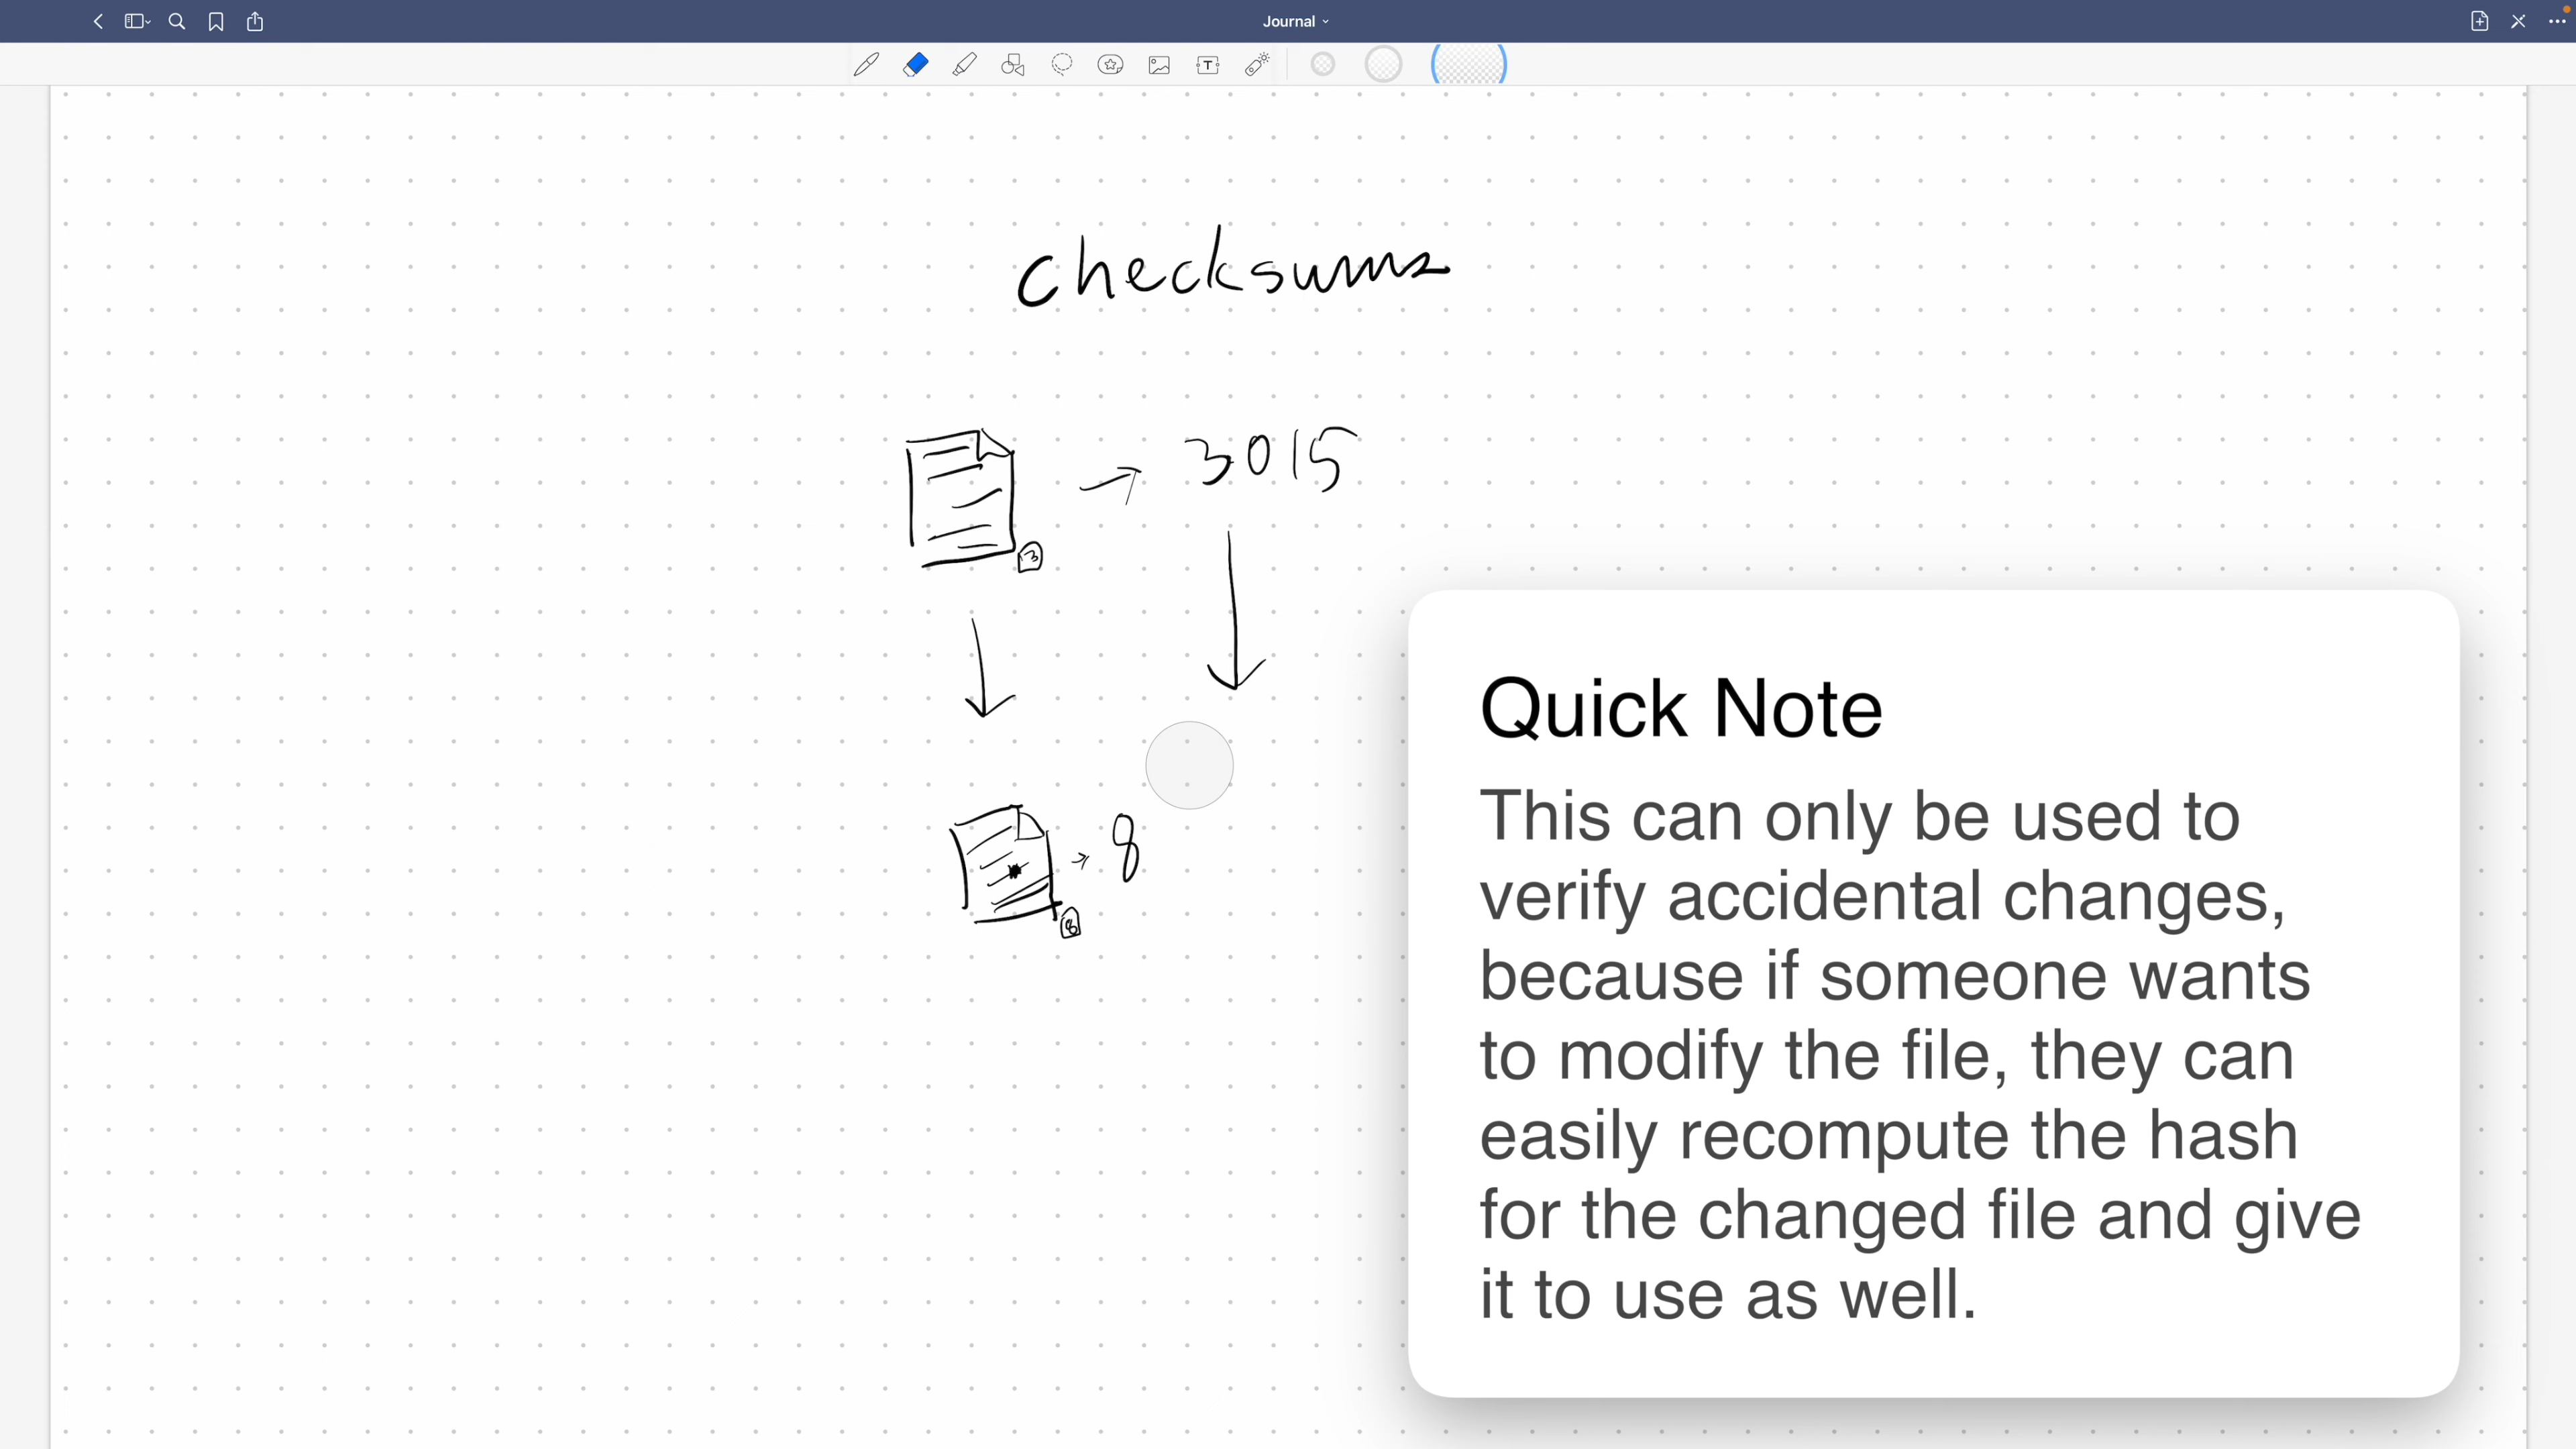 Journal
T
checksums
3015
3
8
8
Quick Note
This can only be used to
verify accidental changes,
because if someone wants
to modify the file, they can
easily recompute the hash
for the changed file and give
it to use as well.